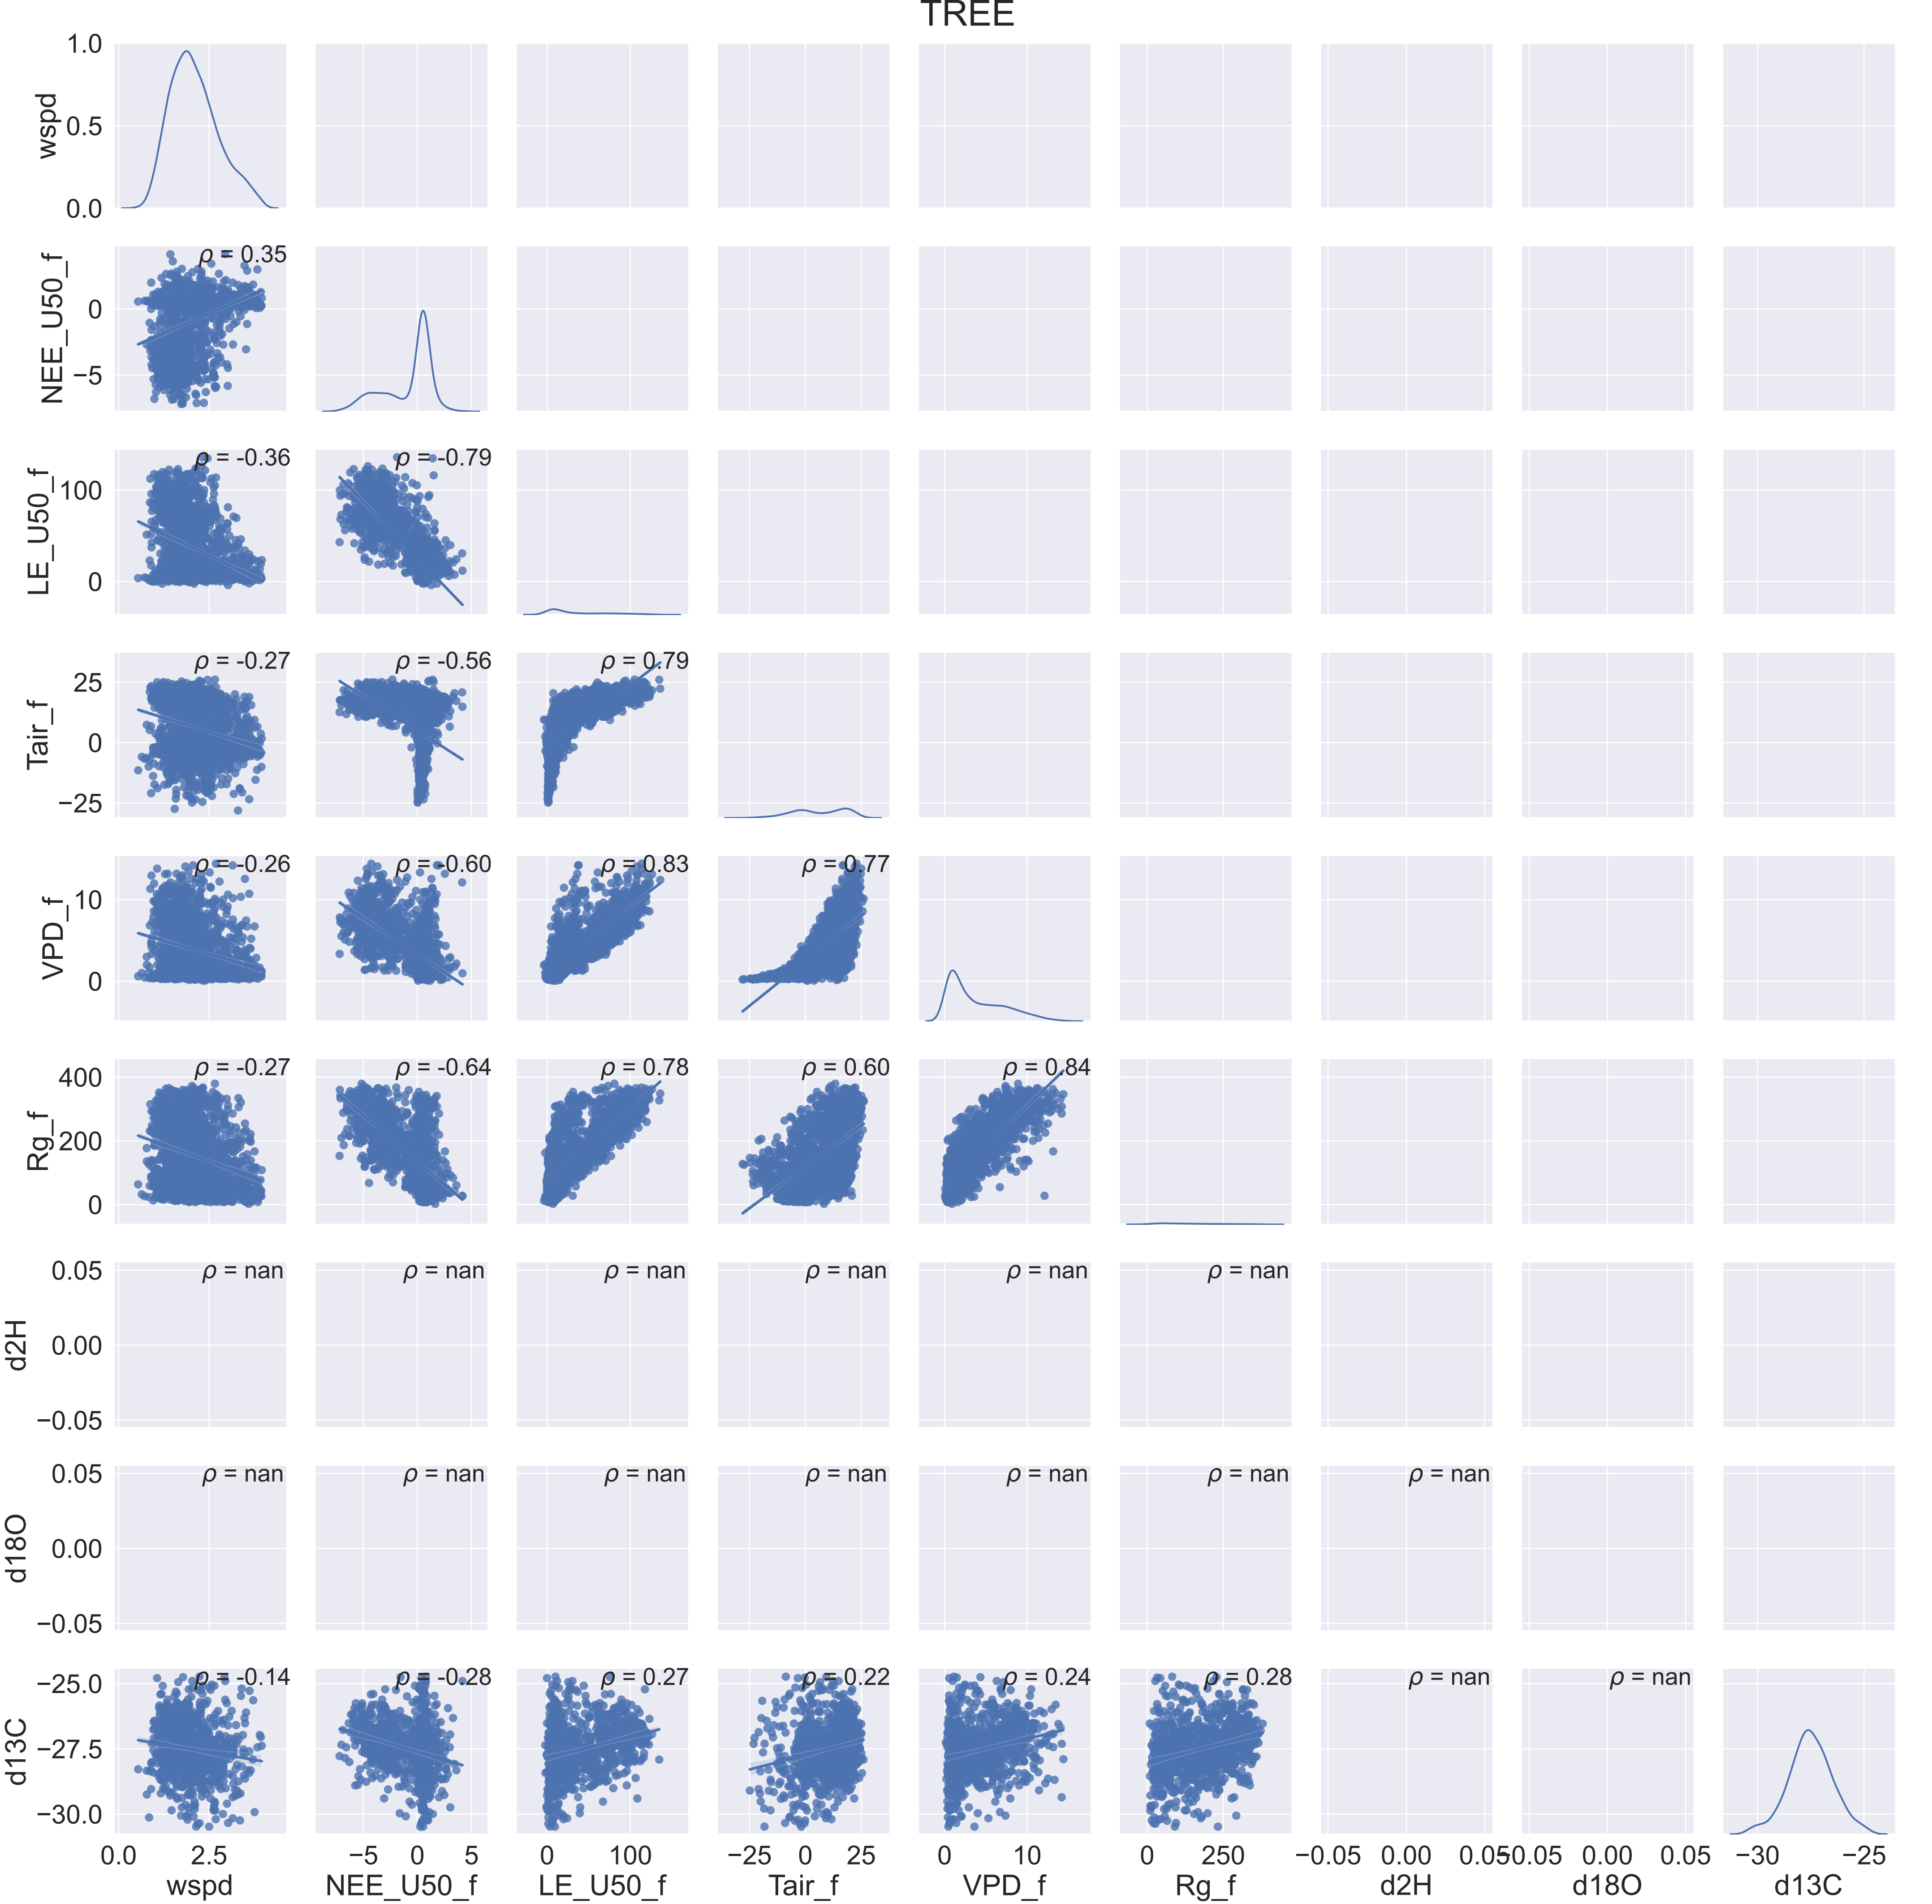 TREE
wspd
1.0
0.5
0.0
NEE_U50_f
0
−5
ρ = 0.35
LE_U50_f
100
0
ρ = -0.36
ρ = -0.79
Tair_f
25
0
−25
ρ = -0.27
ρ = -0.56
ρ = 0.79
VPD_f
10
0
ρ = -0.26
ρ = -0.60
ρ = 0.83
ρ = 0.77
Rg_f
400
200
0
ρ = -0.27
ρ = -0.64
ρ = 0.78
ρ = 0.60
ρ = 0.84
d2H
0.05
0.00
−0.05
ρ = nan
ρ = nan
ρ = nan
ρ = nan
ρ = nan
ρ = nan
d18O
0.05
0.00
−0.05
ρ = nan
ρ = nan
ρ = nan
ρ = nan
ρ = nan
ρ = nan
ρ = nan
d13C
−25.0
−27.5
−30.0
ρ = -0.14
ρ = -0.28
ρ = 0.27
ρ = 0.22
ρ = 0.24
ρ = 0.28
ρ = nan
ρ = nan
0.0 2.5
−5 0 5
0 100
−25 0 25
0 10
0 250
−0.05 0.00 0.05
−0.05 0.00 0.05
−30 −25
wspd
NEE_U50_f
LE_U50_f
Tair_f
VPD_f
Rg_f
d2H
d18O
d13C